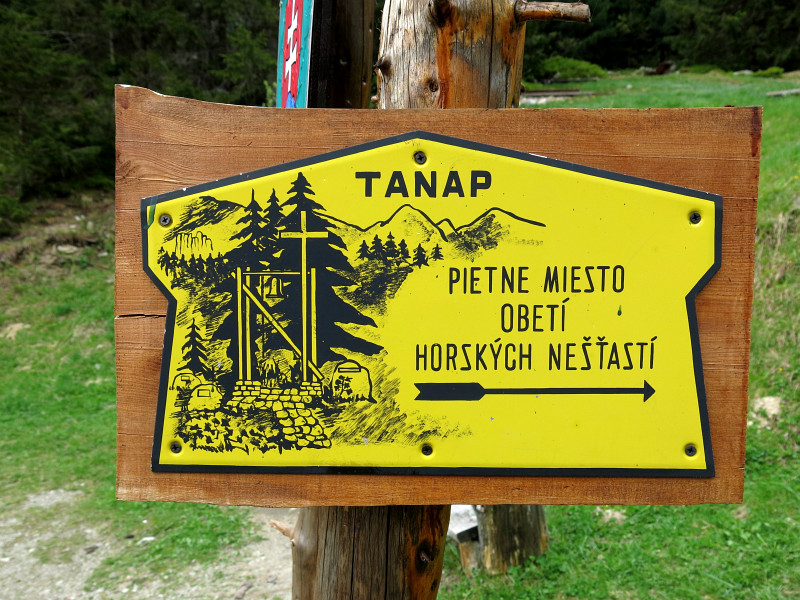 TANAP
PIETNE MIESTO
OBETÍ
HORSKÝCH NEŠŤASTÍ